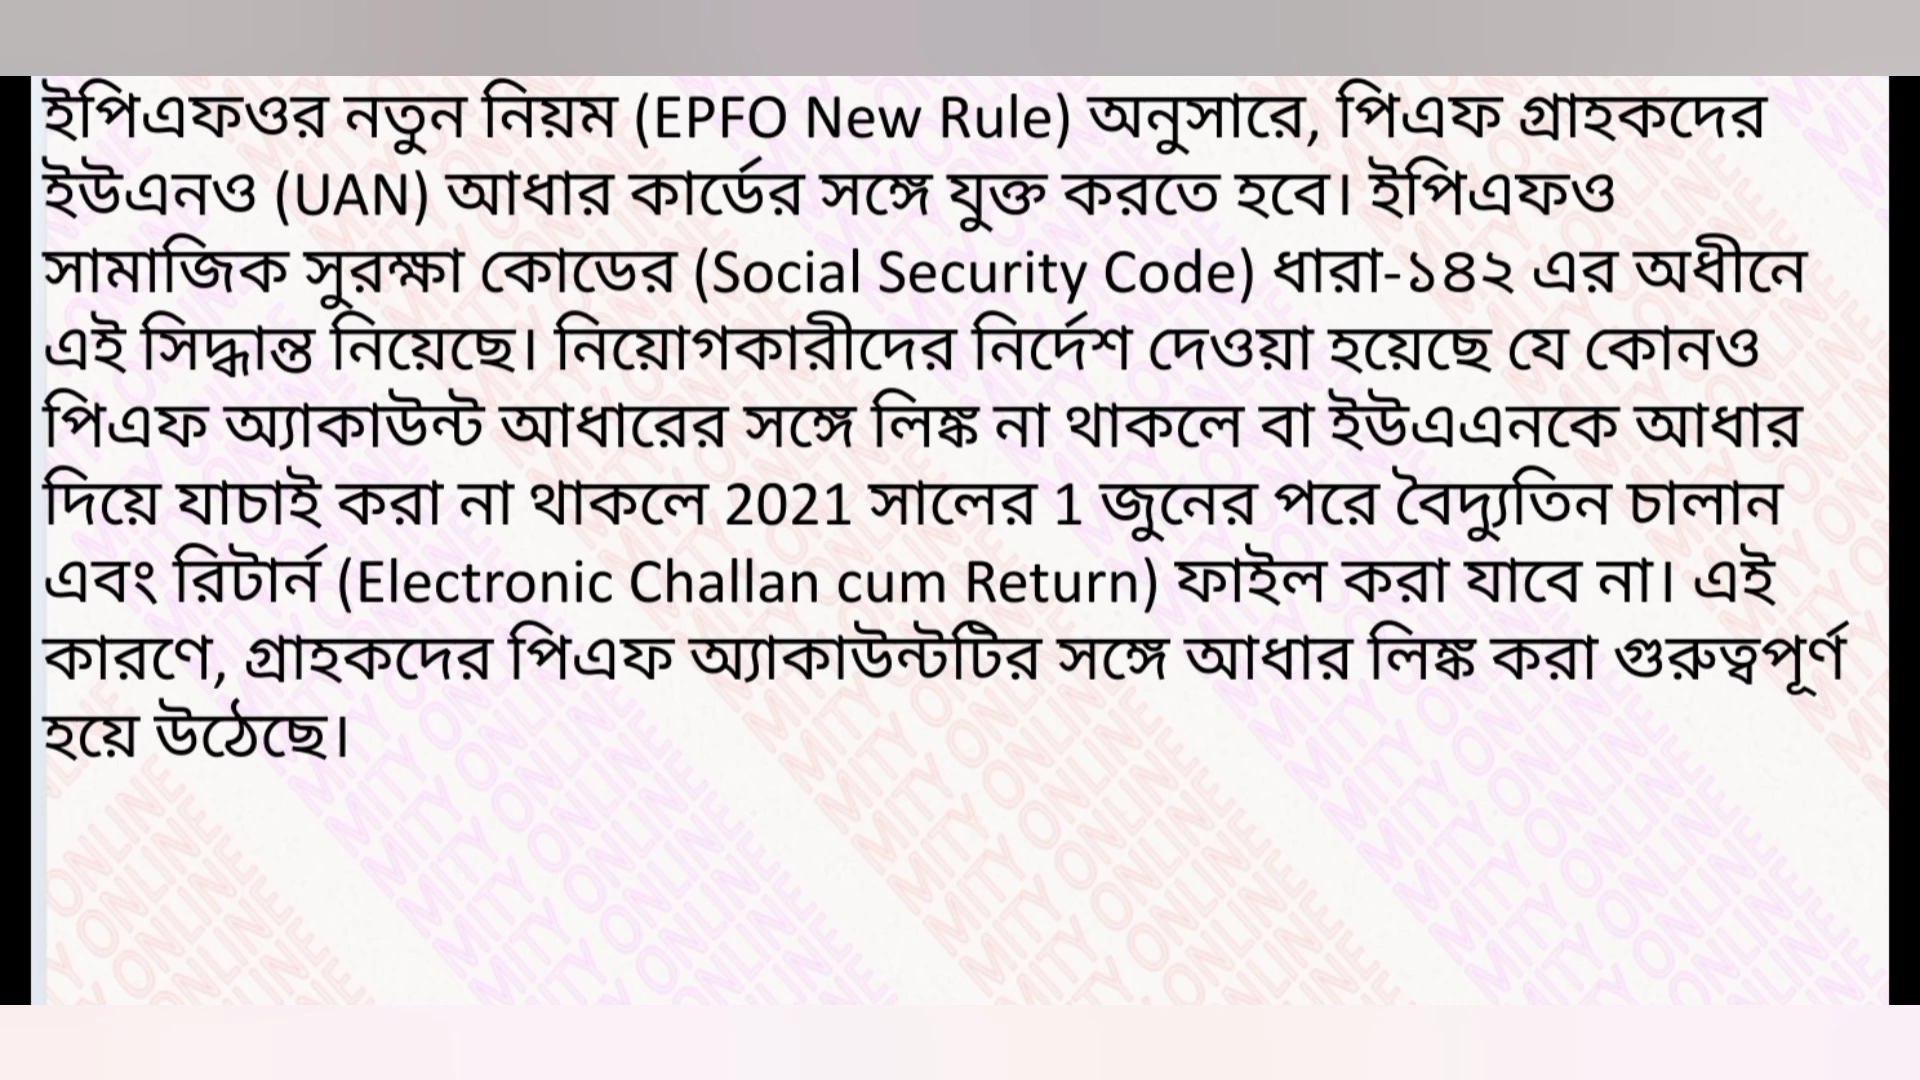 ইপিএফওর নতুন নিয়ম (EPFO New Rule) অনুসারে, পিএফ গ্রাহকদের
ইউএনও (UAN) আধার কার্ডের সঙ্গে যুক্ত করতে হবে। ইপিএফও
সামাজিক সুরক্ষা কোডের (Social Security Code) ধারা-১৪২ এর অধীনে
এই সিদ্ধান্ত নিয়েছে। নিয়োগকারীদের নির্দেশ দেওয়া হয়েছে যে কোনও
পিএফ অ্যাকাউন্ট আধারের সঙ্গে লিঙ্ক না থাকলে বা ইউএএনকে আধার
দিয়ে যাচাই করা না থাকলে 2021 সালের 1 জুনের পরে বৈদ্যুতিন চালান
এবং রিটার্ন (Electronic Challan cum Return) ফাইল করা যাবে না। এই
কারণে, গ্রাহকদের পিএফ অ্যাকাউন্টটির সঙ্গে আধার লিঙ্ক করা গুরুত্বপূর্ণ
হয়ে উঠেছে।
MITY ONLINE